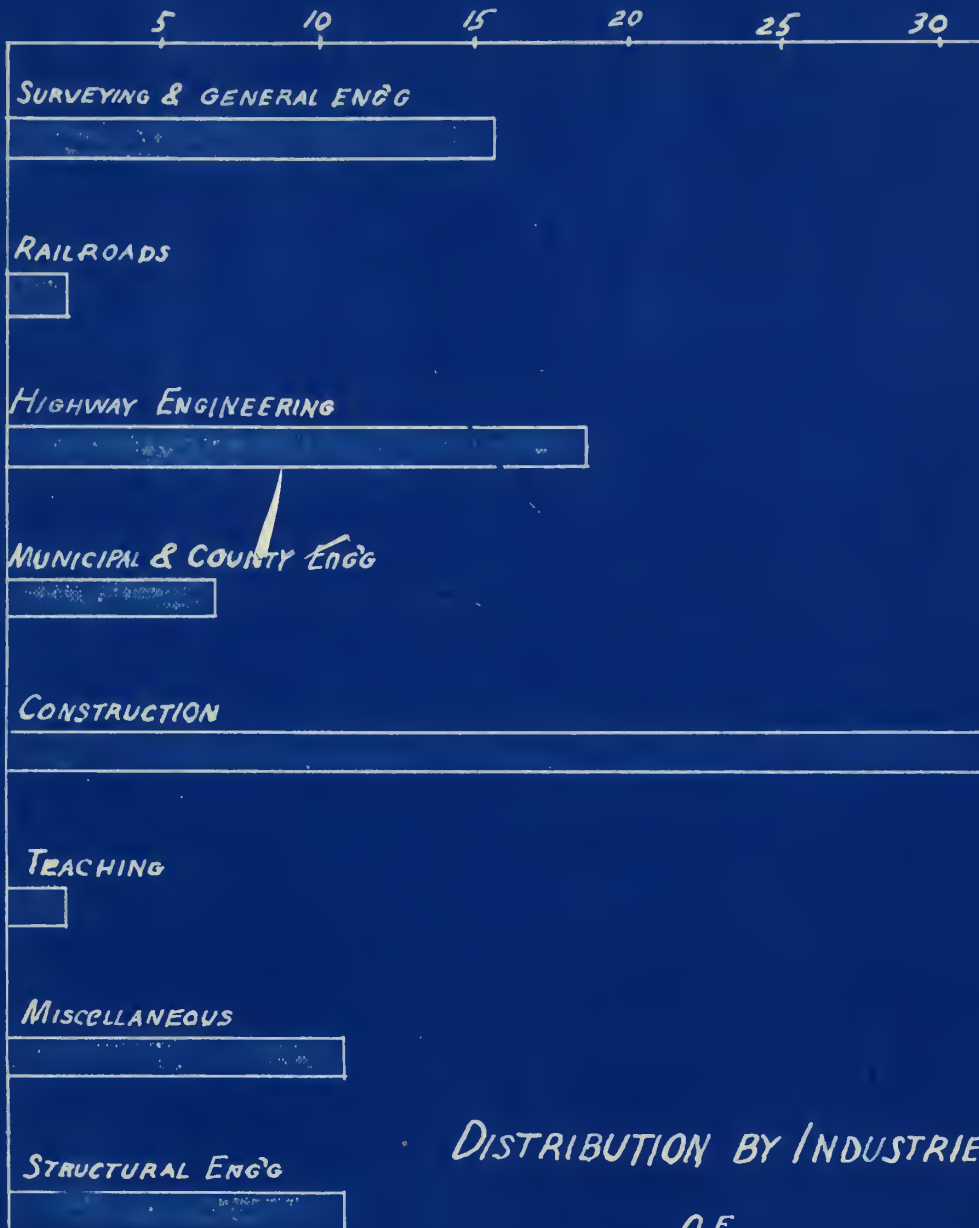 5 10 15 20 25 30
SURVEYING & GENERAL ENG'G
RAILROADS
HIGHWAY ENGINEERING
MUNICIPAL & COUNTY ENG'G
CONSTRUCTION
TEACHING
MISCELLANEOUS
DISTRIBUTION BY INDUSTRIE
STRUCTURAL ENG'G
OF